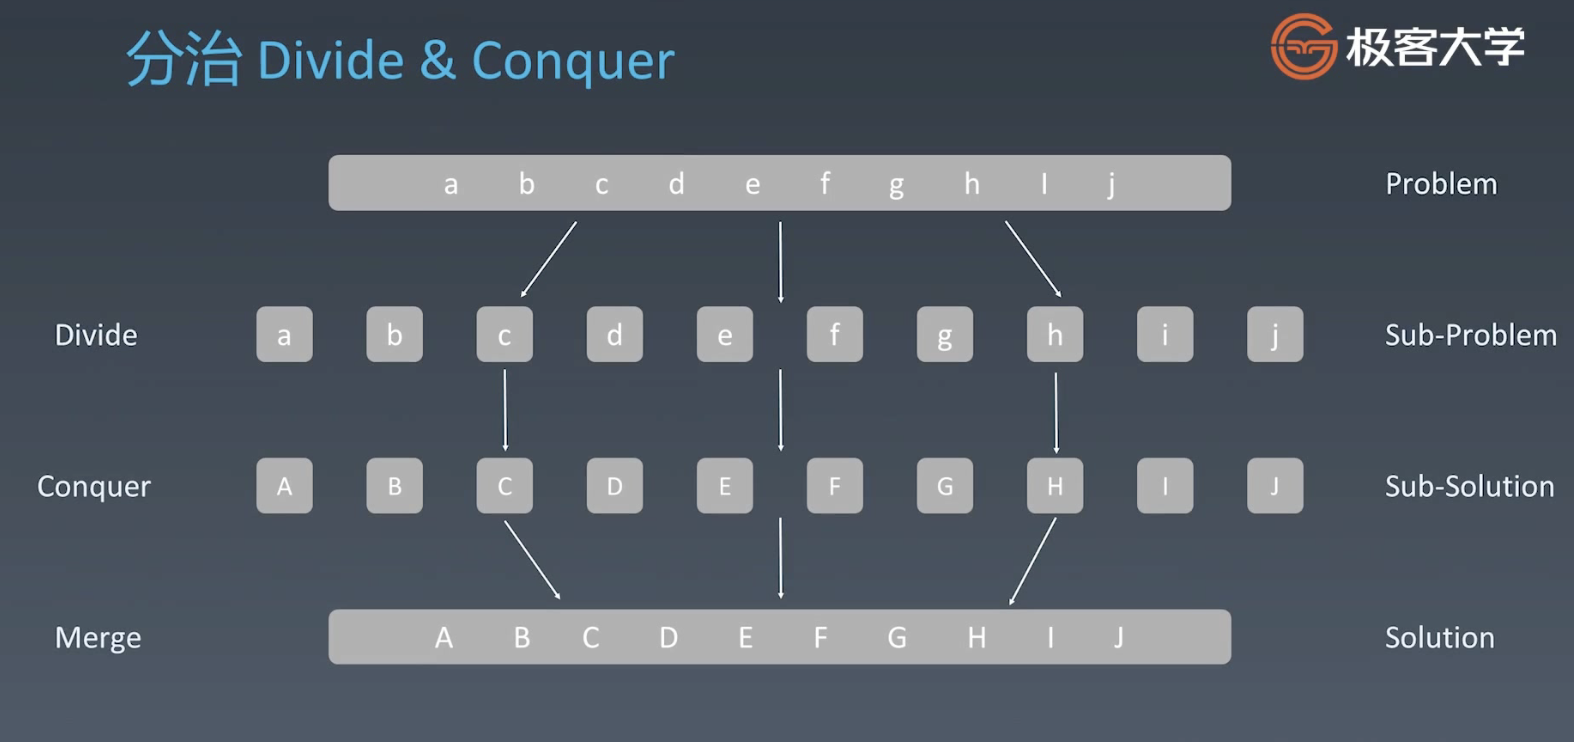 分治 Divide & Conquer
极客大学
a b c d e f g h I j
Problem
Divide
a b c d e f g h i j
Sub-Problem
Conquer
A B C D E F G H I J
Sub-Solution
Merge
A B C D E F G H I J
Solution